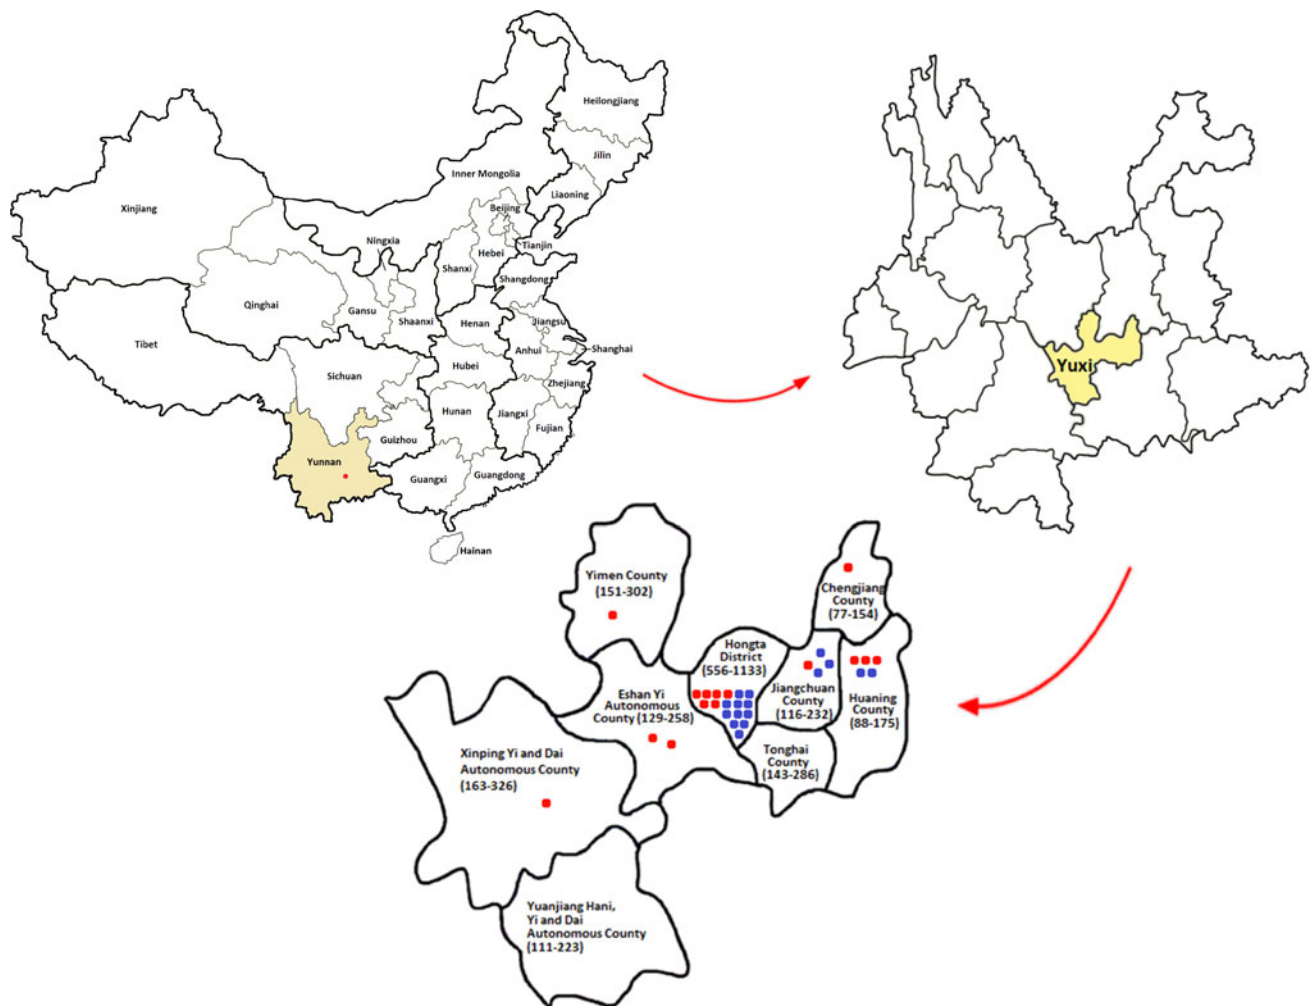 Heilongjiang
Jilin
Inner Mongolia
Liaoning
Xinjiang
Beijing
Ningxia
Tianjin
Hebei
Shanxi
Shangdong
Qinghai
Gansu
Shaanxi
Henan
Jiangsu
Tibet
Anhui
Shanghai
Hubei
Sichuan
Zhejiang
Hunan
Jiangxi
Guizhou
Fujian
Yunnan
Guangxi
Guangdong
Hainan
Yuxi
Yimen County
(151-302)
Chengjiang
County
(77-154)
Hongta
District
(556-1133)
Jiangchuan
County
(116-232)
Huaning
County
(88-175)
Eshan Yi
Autonomous
County (129-258)
Tonghai
County
(143-286)
Xinping Yi and Dai
Autonomous County
(163-326)
Yuanjiang Hani,
Yi and Dai
Autonomous County
(111-223)